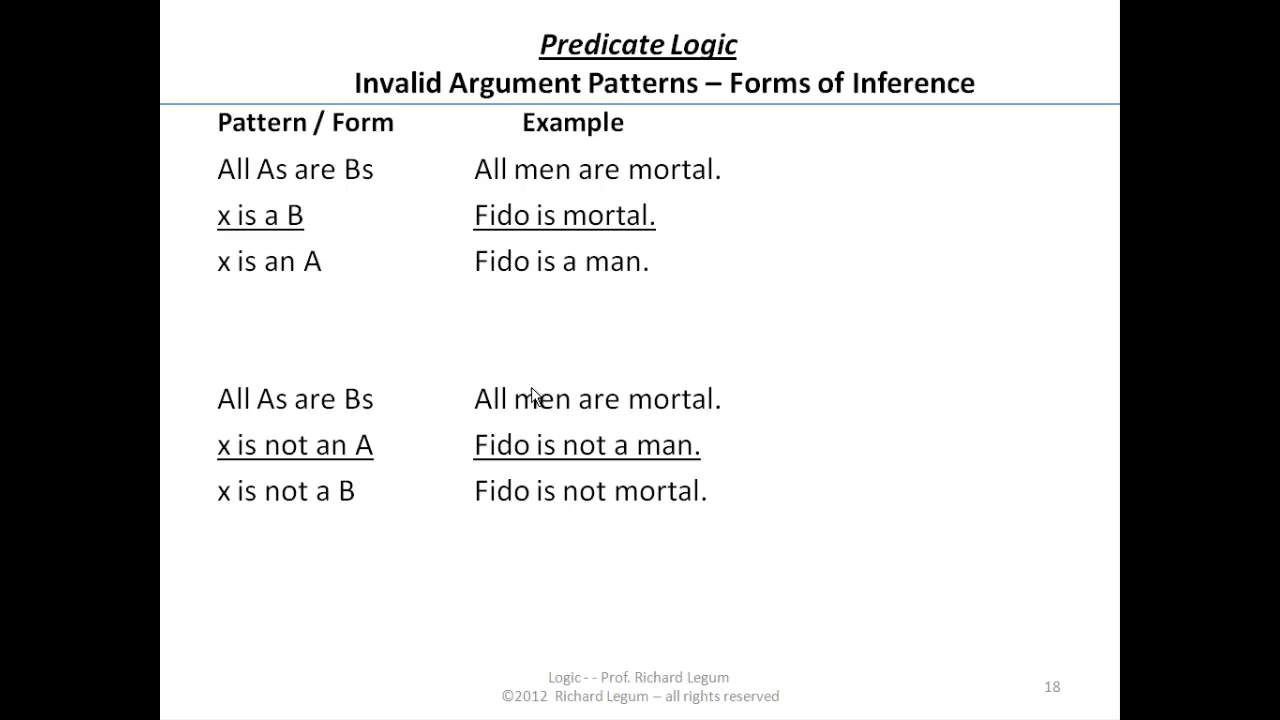 Predicate Logic
Invalid Argument Patterns – Forms of Inference
Pattern / Form Example
All As are Bs All men are mortal.
x is a B Fido is mortal.
x is an A Fido is a man.
All As are Bs All men are mortal.
x is not an A Fido is not a man.
x is not a B Fido is not mortal.
Logic - - Prof. Richard Legum
©2012 Richard Legum – all rights reserved
18